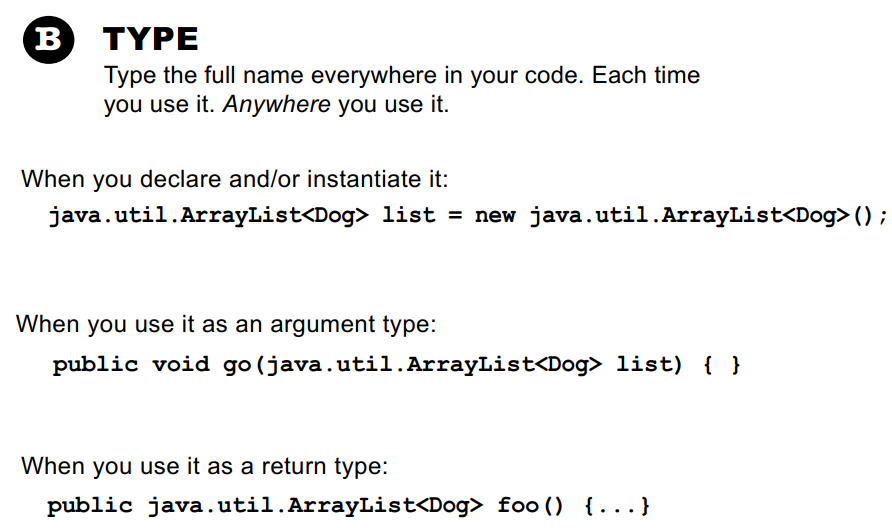 B TYPE
Type the full name everywhere in your code. Each time
you use it. Anywhere you use it.
When you declare and/or instantiate it:
java.util.ArrayList<Dog> list = new java.util.ArrayList<Dog>();
When you use it as an argument type:
public void go(java.util.ArrayList<Dog> list) { }
When you use it as a return type:
public java.util.ArrayList<Dog> foo() {...}